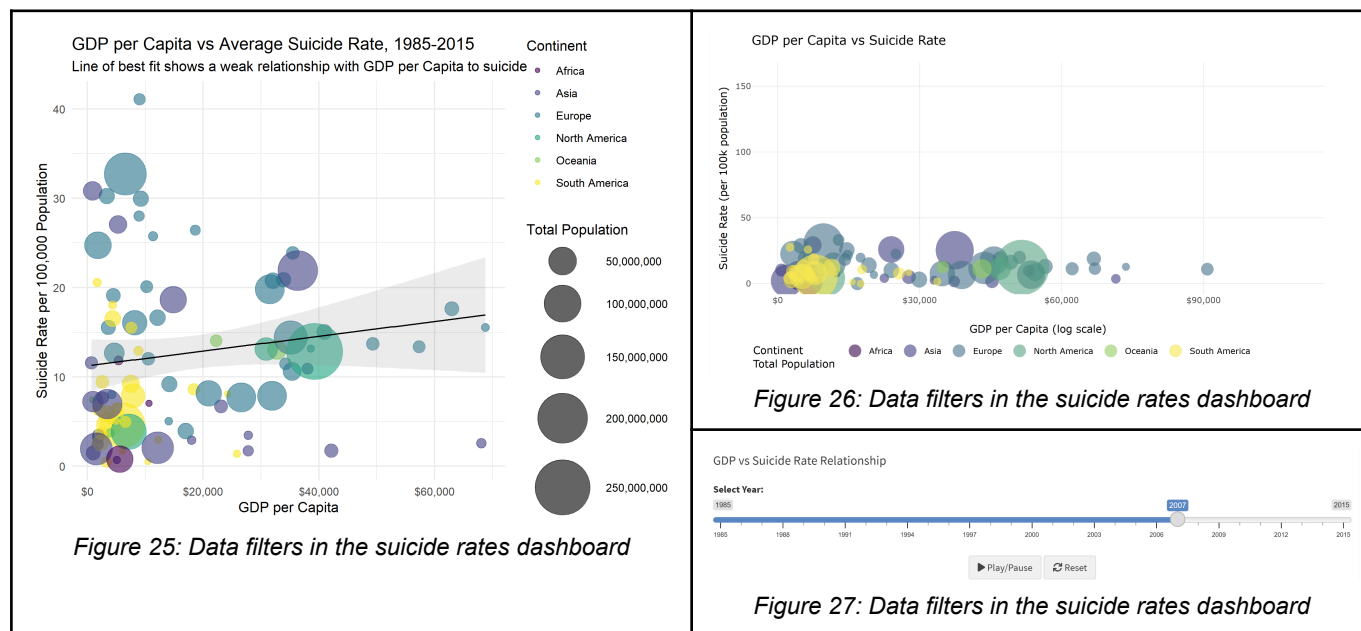 GDP per Capita vs Average Suicide Rate, 1985-2015
Line of best fit shows a weak relationship with GDP per Capita to suicide
Suicide Rate per 100,000 Population
40
30
20
10
0
$0
$20,000
$40,000
$60,000
GDP per Capita
Continent
Africa
Asia
Europe
North America
Oceania
South America
Total Population
50,000,000
100,000,000
150,000,000
200,000,000
250,000,000
Figure 25: Data filters in the suicide rates dashboard
GDP per Capita vs Suicide Rate
Suicide Rate (per 100k population)
150
100
50
0
$0
$30,000
$60,000
$90,000
GDP per Capita (log scale)
Continent
Total Population
Africa
Asia
Europe
North America
Oceania
South America
Figure 26: Data filters in the suicide rates dashboard
GDP vs Suicide Rate Relationship
Select Year:
1985
2007
2015
1985
1988
1991
1994
1997
2000
2003
2006
2009
2012
2015
Play/Pause
Reset
Figure 27: Data filters in the suicide rates dashboard